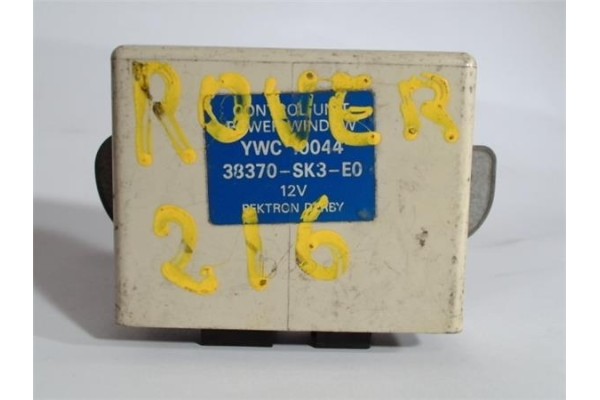 ROVER
CONTROL UNIT
POWER WINDOW
YWC 10044
38370-SK3-E0
12V
PEKTRON DERBY
216